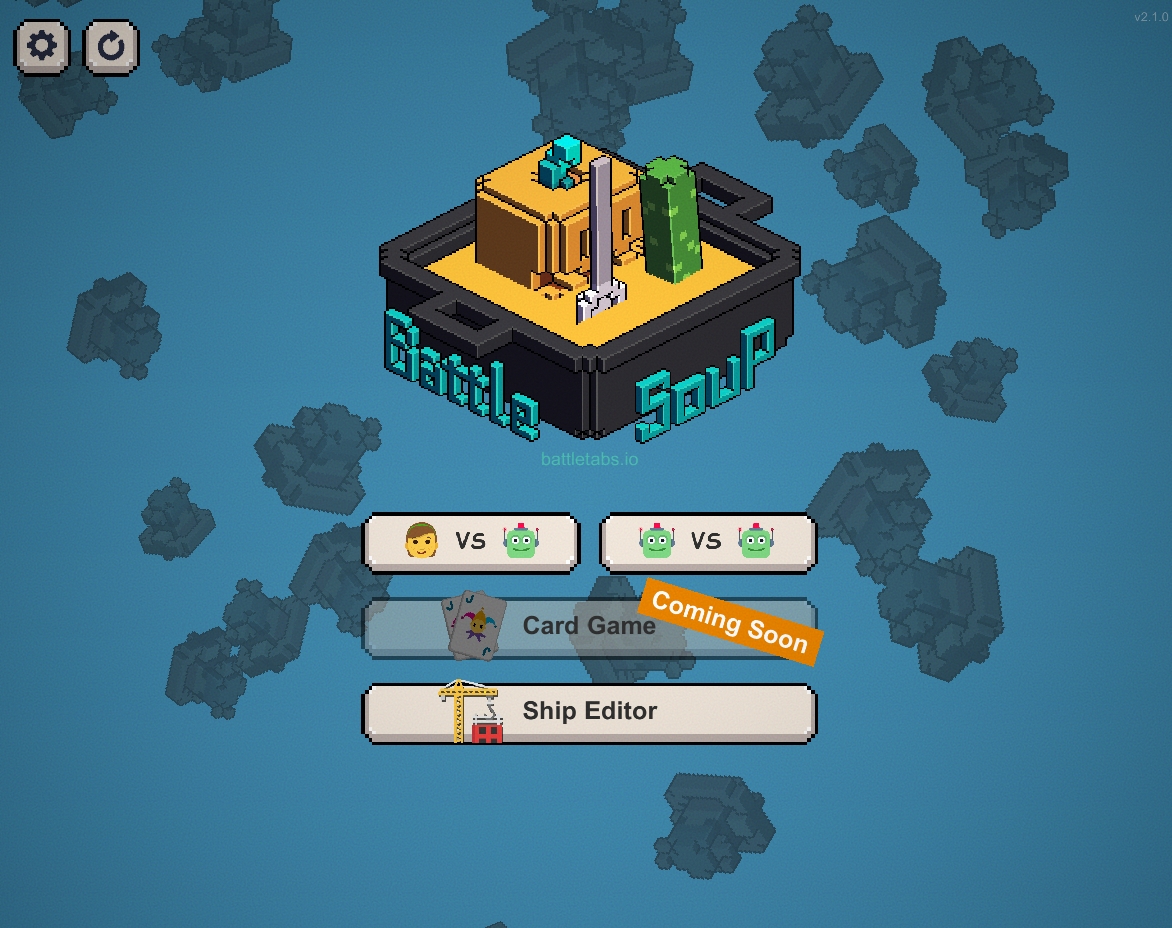 v2.1.0
Battle Soup
battletabs.io
VS
VS
Card Game
Coming Soon
Ship Editor